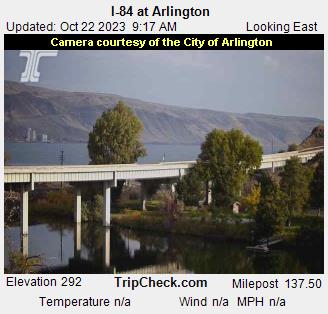 I-84 at Arlington
Updated: Oct 22 2023 9:17 AM Looking East
Camera courtesy of the City of Arlington
Elevation 292 TripCheck.com Milepost 137.50
Temperature n/a Wind n/a MPH n/a